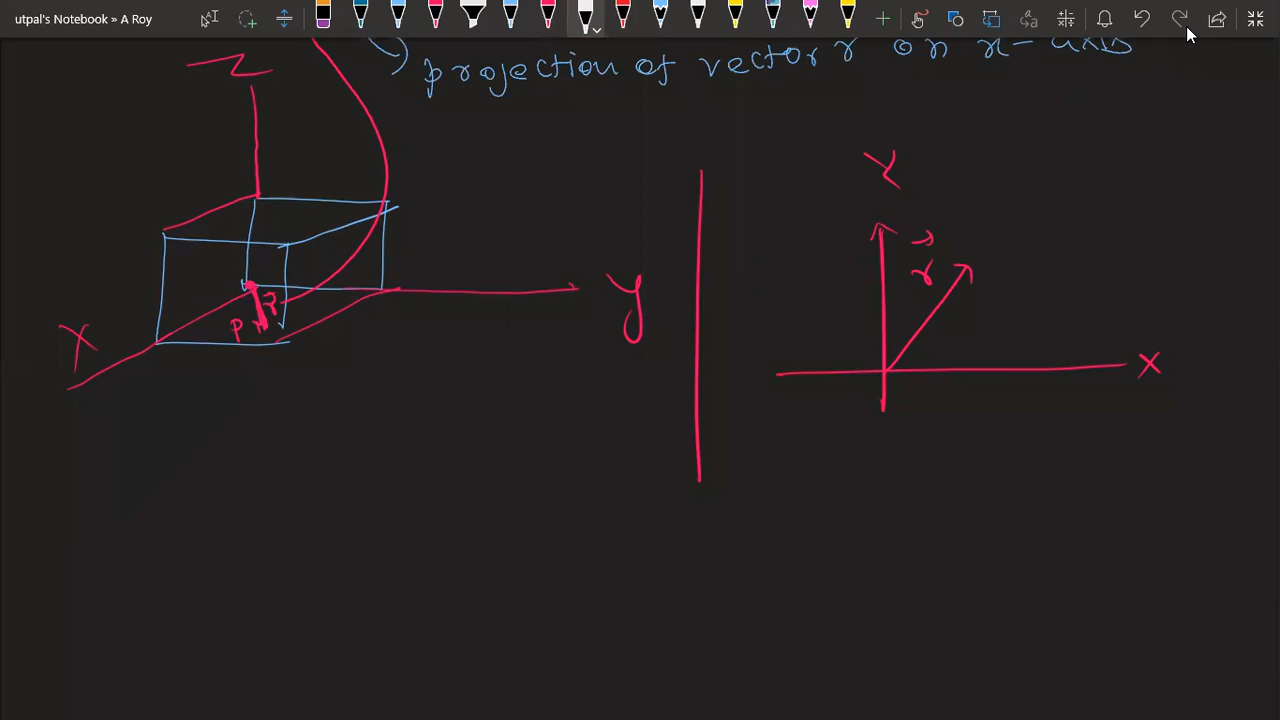 utpal's Notebook » A Roy
projection of vector r on x-axis
Z
X
P
y
Y
r
X